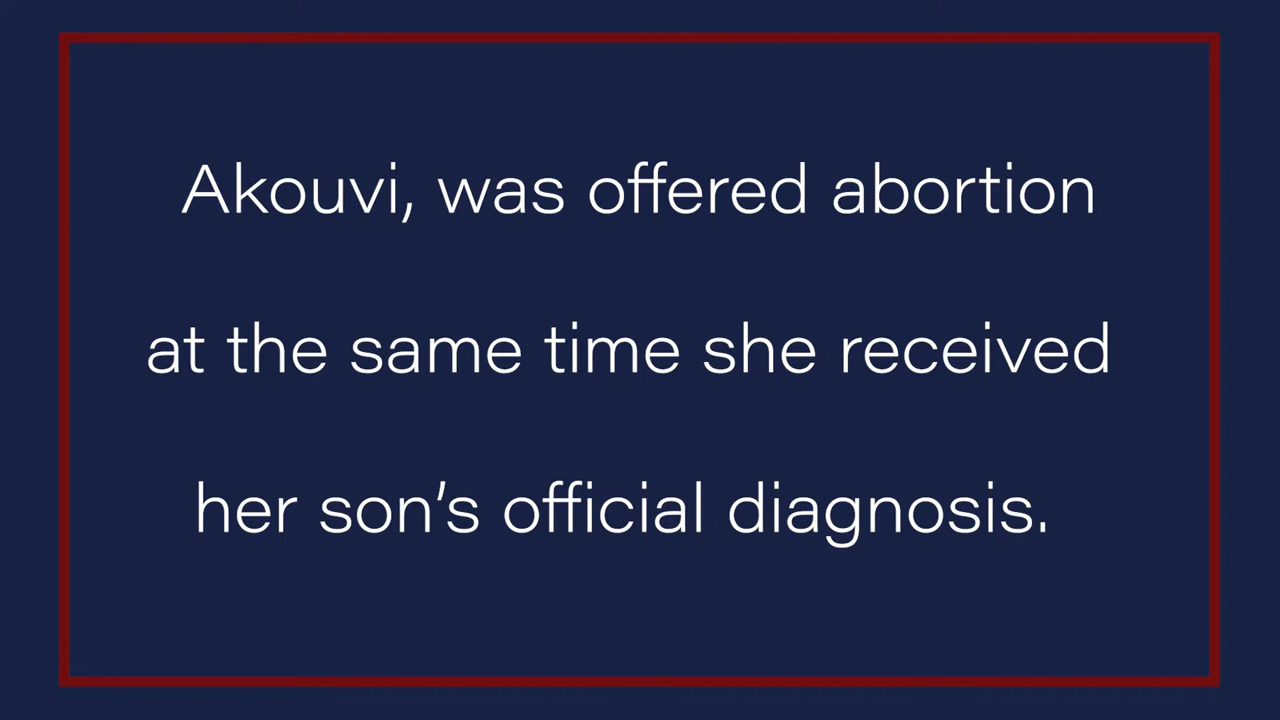 Akouvi, was offered abortion
at the same time she received
her son’s official diagnosis.